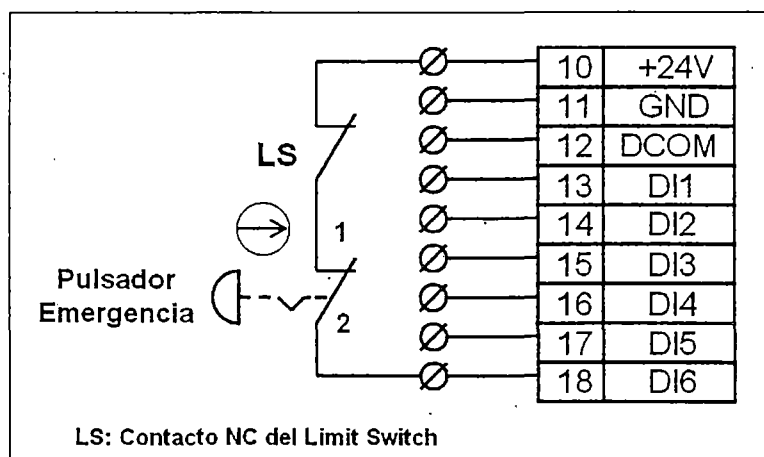 10 +24V
11 GND
LS 12 DCOM
13 DI1
1 14 DI2
Pulsador 15 DI3
Emergencia 16 DI4
2 17 DI5
18 DI6
LS: Contacto NC del Limit Switch